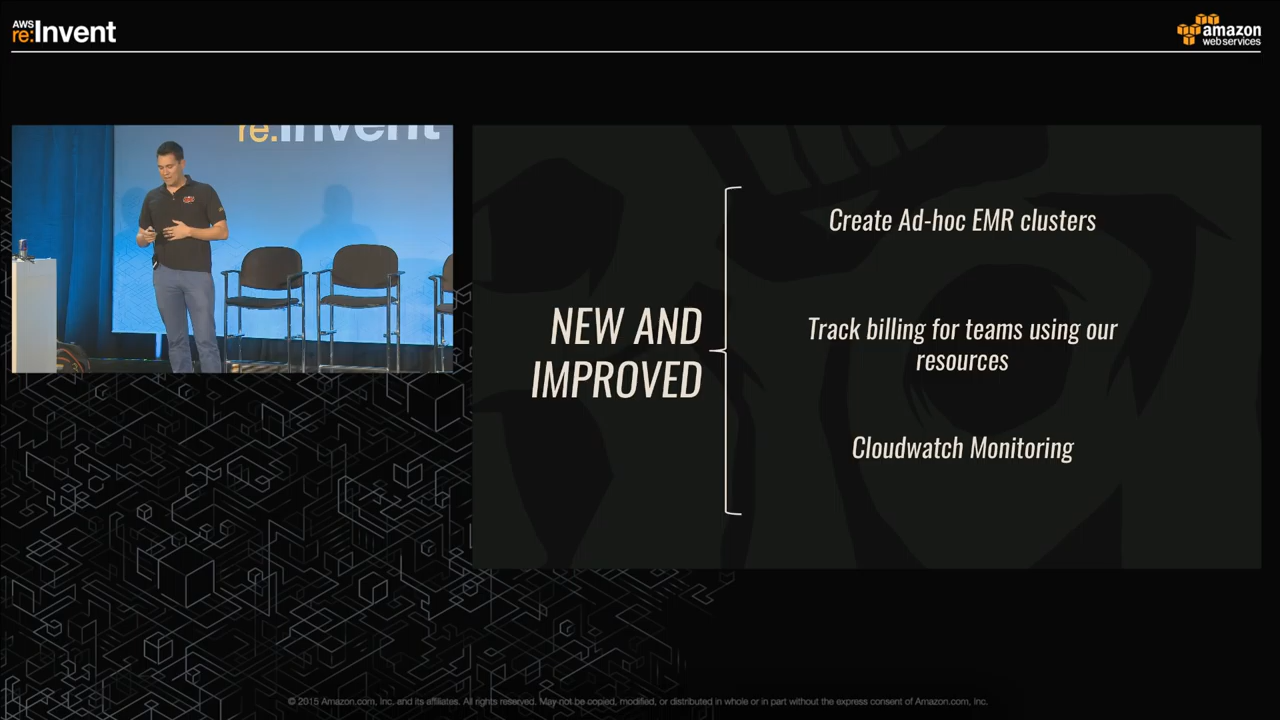 AWS
re:Invent
amazon
webservices
re:Invent
NEW AND
IMPROVED
Create Ad-hoc EMR clusters
Track billing for teams using our
resources
Cloudwatch Monitoring
© 2015 Amazon.com, Inc. and its affiliates. All rights reserved. May not be copied, modified, or distributed in whole or in part without the express consent of Amazon.com, Inc.